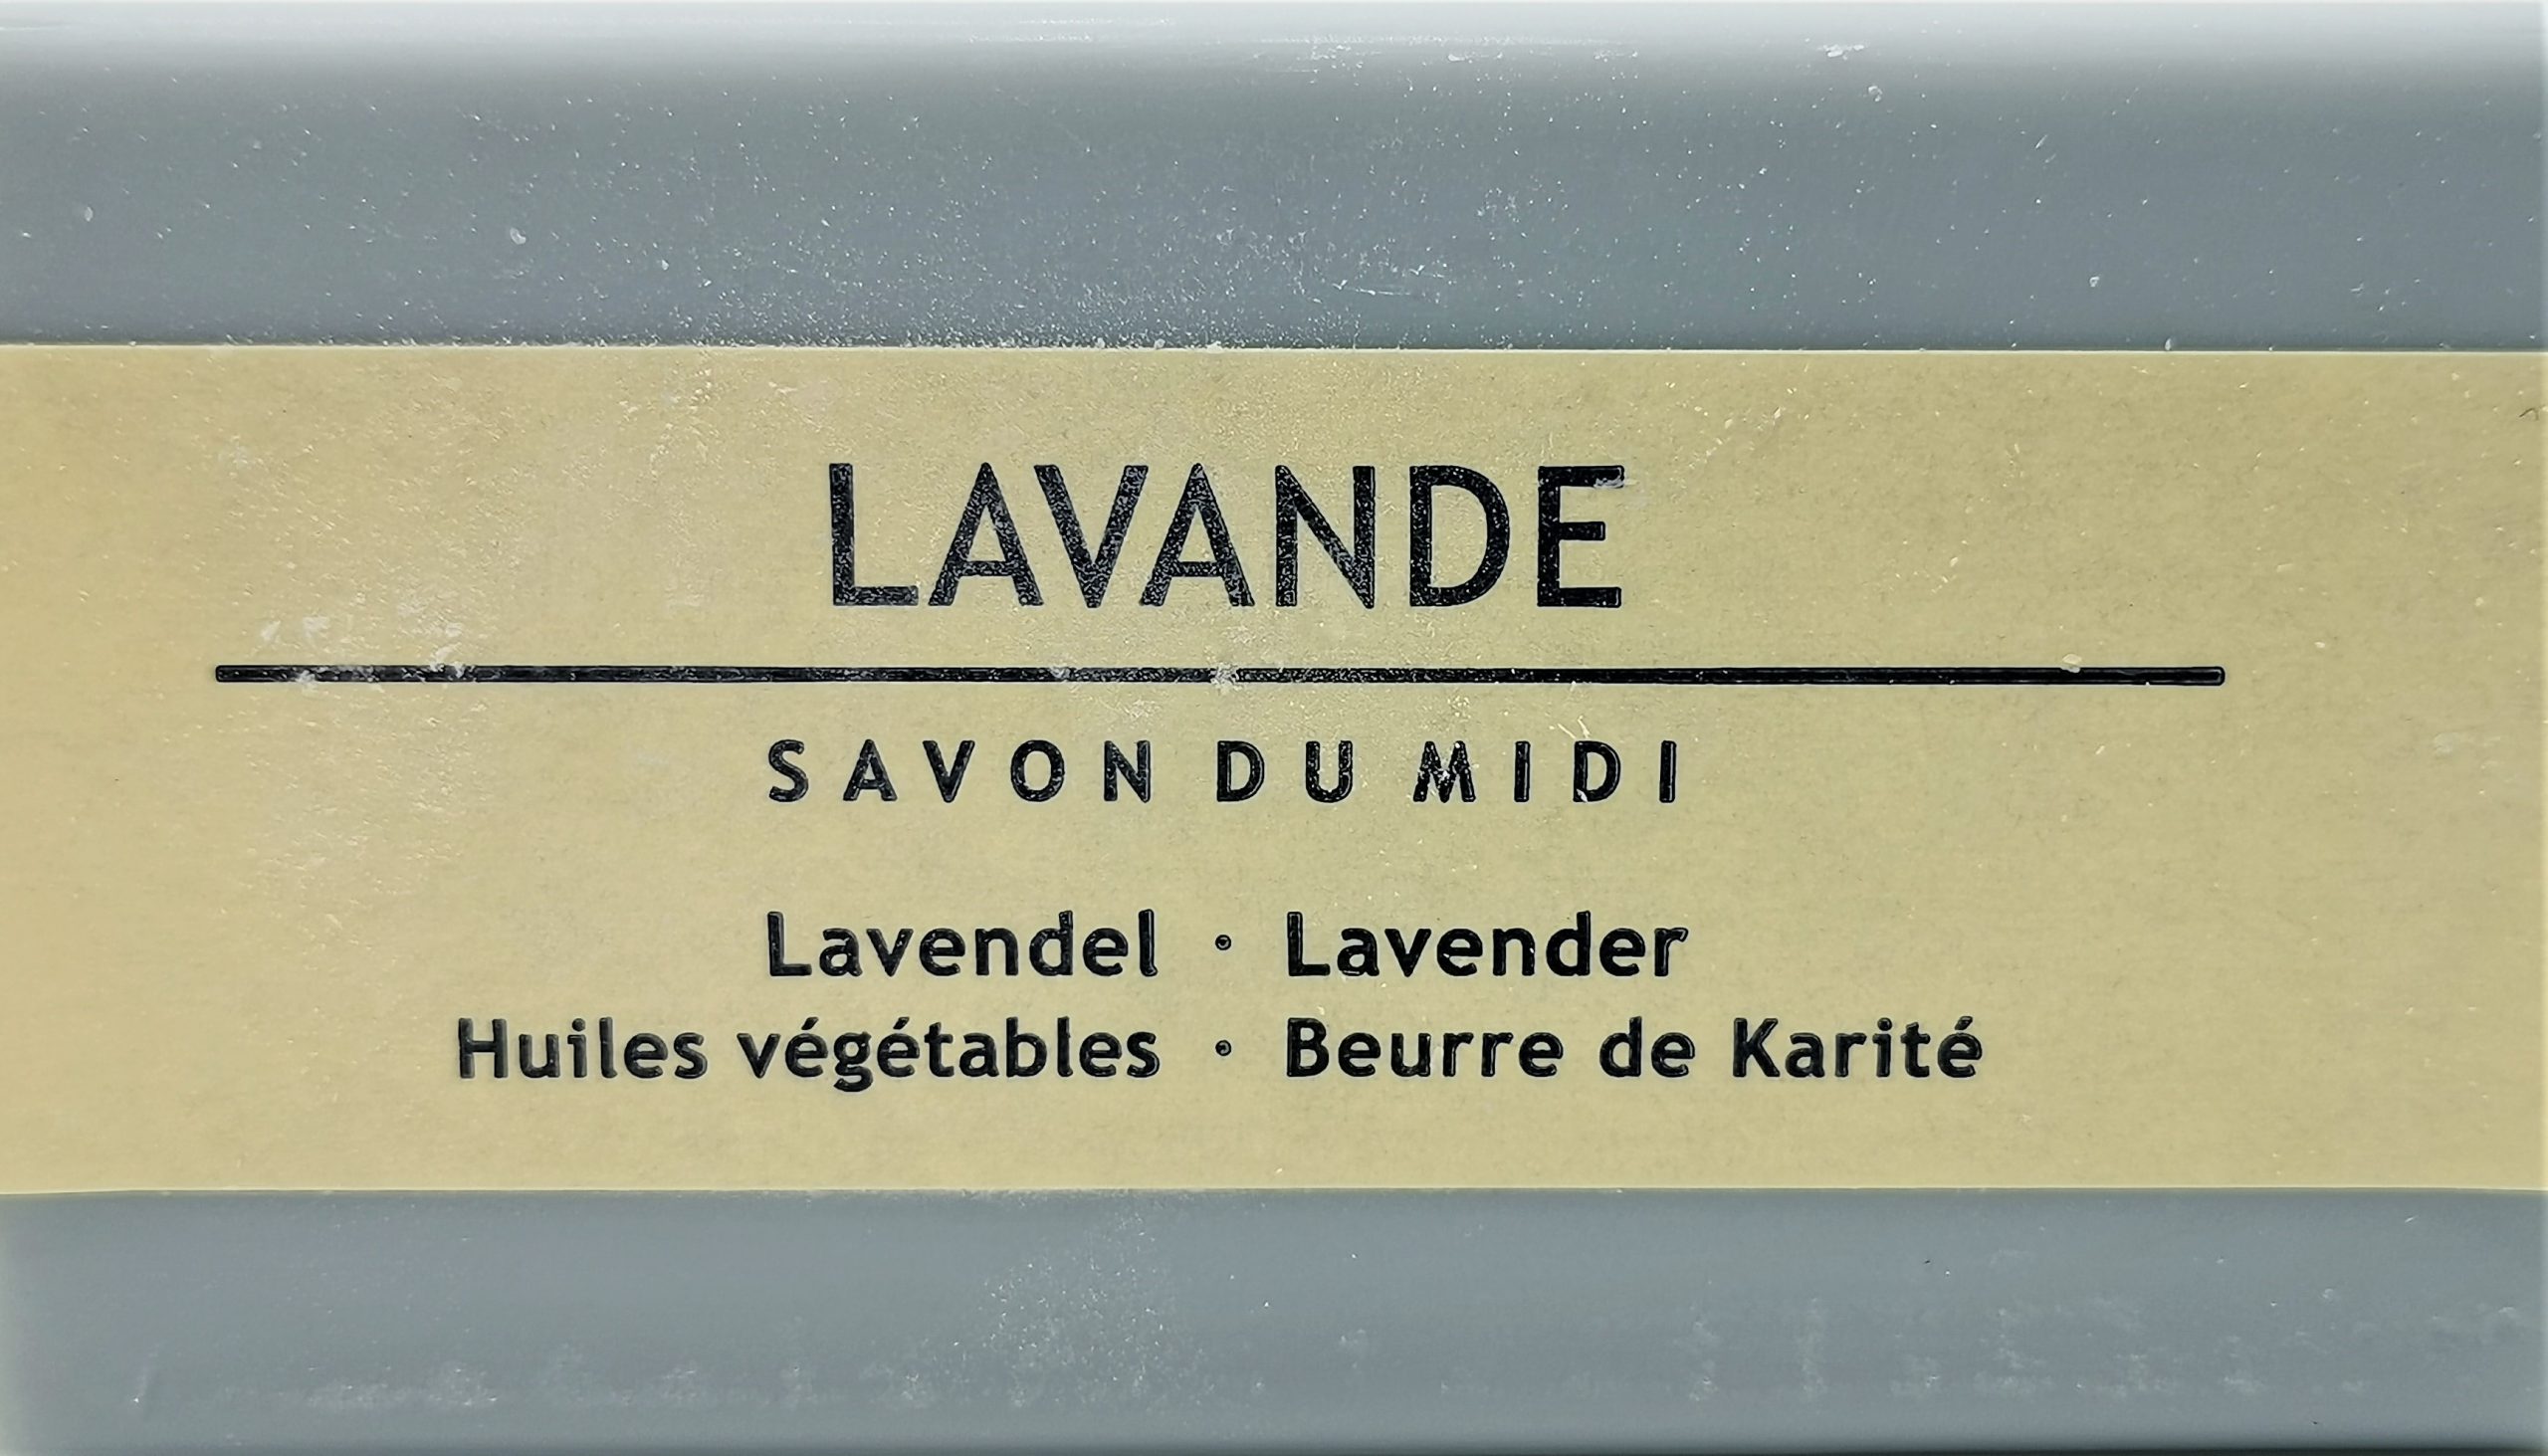 LAVANDE
SAVON DU MIDI
Lavendel • Lavender
Huiles végétables • Beurre de Karité